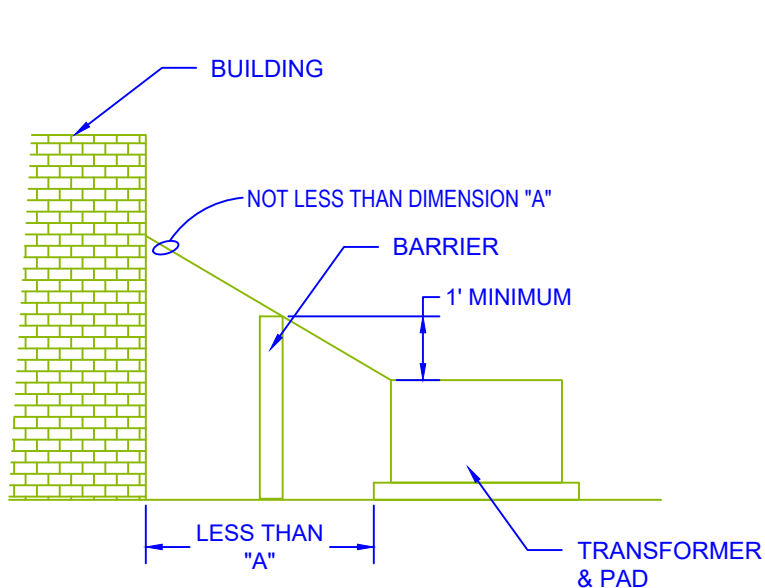 BUILDING
NOT LESS THAN DIMENSION "A"
BARRIER
1' MINIMUM
LESS THAN
"A"
TRANSFORMER
& PAD